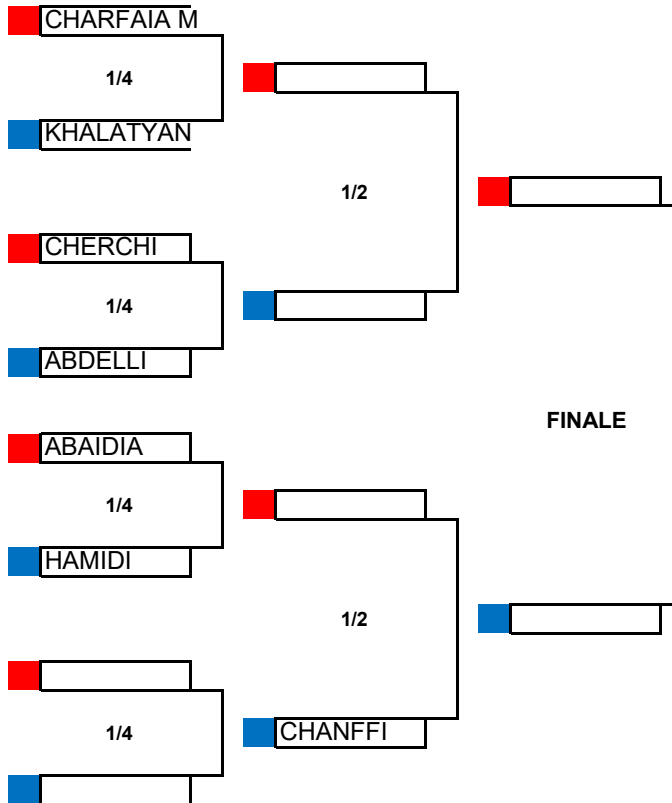 CHARFAIA M
1/4
KHALATYAN
1/2
CHERCHI
1/4
ABDELLI
FINALE
ABAIDIA
1/4
HAMIDI
1/2
1/4
CHANFFI